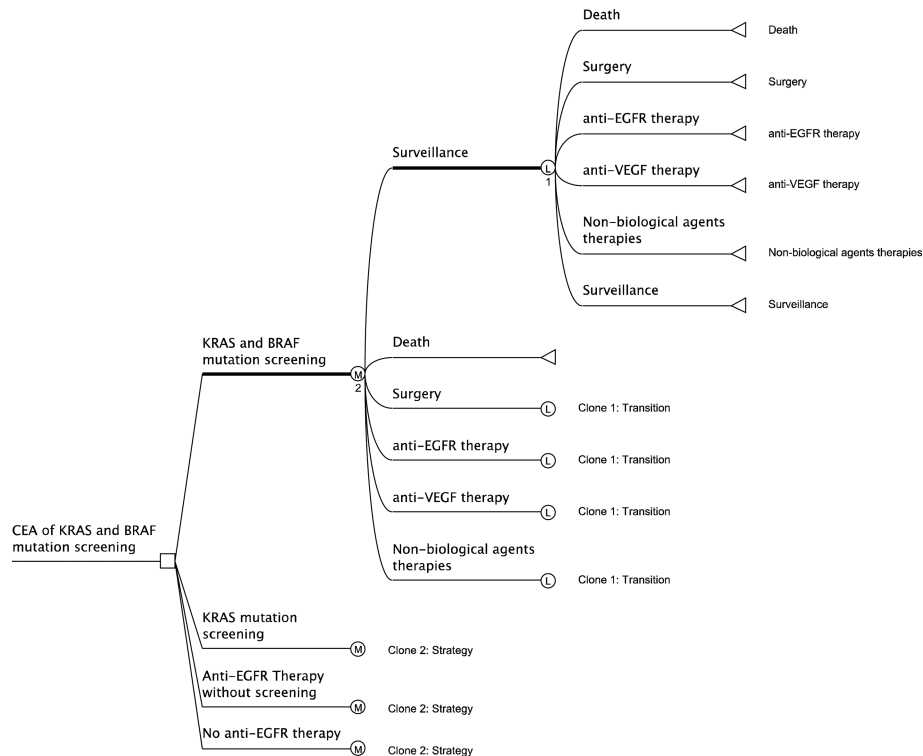 Death
Death
Surgery
Surgery
anti-EGFR therapy
anti-EGFR therapy
Surveillance
L
1
anti-VEGF therapy
anti-VEGF therapy
Non-biological agents
therapies
Non-biological agents therapies
Surveillance
Surveillance
KRAS and BRAF
mutation screening
M
2
Death
Surgery
L
Clone 1: Transition
anti-EGFR therapy
L
Clone 1: Transition
anti-VEGF therapy
L
Clone 1: Transition
Non-biological agents
therapies
L
Clone 1: Transition
CEA of KRAS and BRAF
mutation screening
KRAS mutation
screening
M
Clone 2: Strategy
Anti-EGFR Therapy
without screening
M
Clone 2: Strategy
No anti-EGFR therapy
M
Clone 2: Strategy